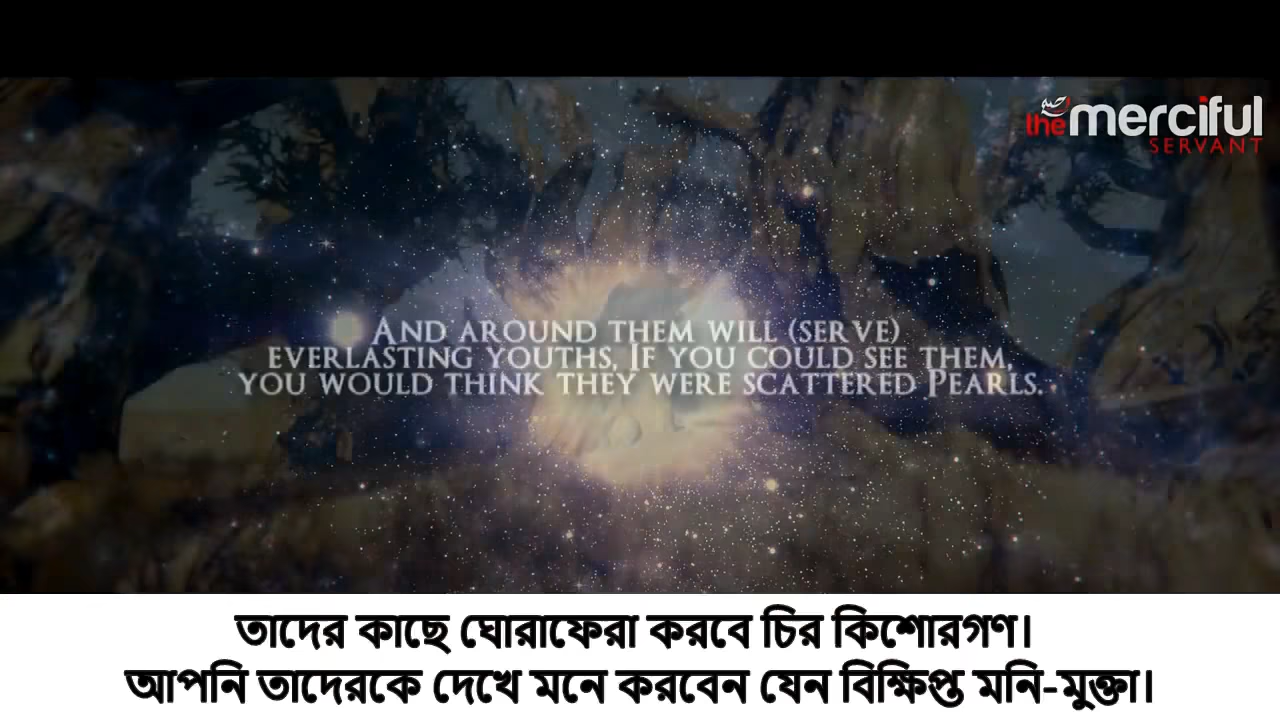 the merciful
SERVANT
AND AROUND THEM WILL (SERVE)
EVERLASTING YOUTHS, IF YOU COULD SEE THEM,
YOU WOULD THINK THEY WERE SCATTERED PEARLS.
তাদের কাছে ঘোরাফেরা করবে চির কিশোরগণ।
আপনি তাদেরকে দেখে মনে করবেন যেন বিক্ষিপ্ত মনি-মুক্তা।